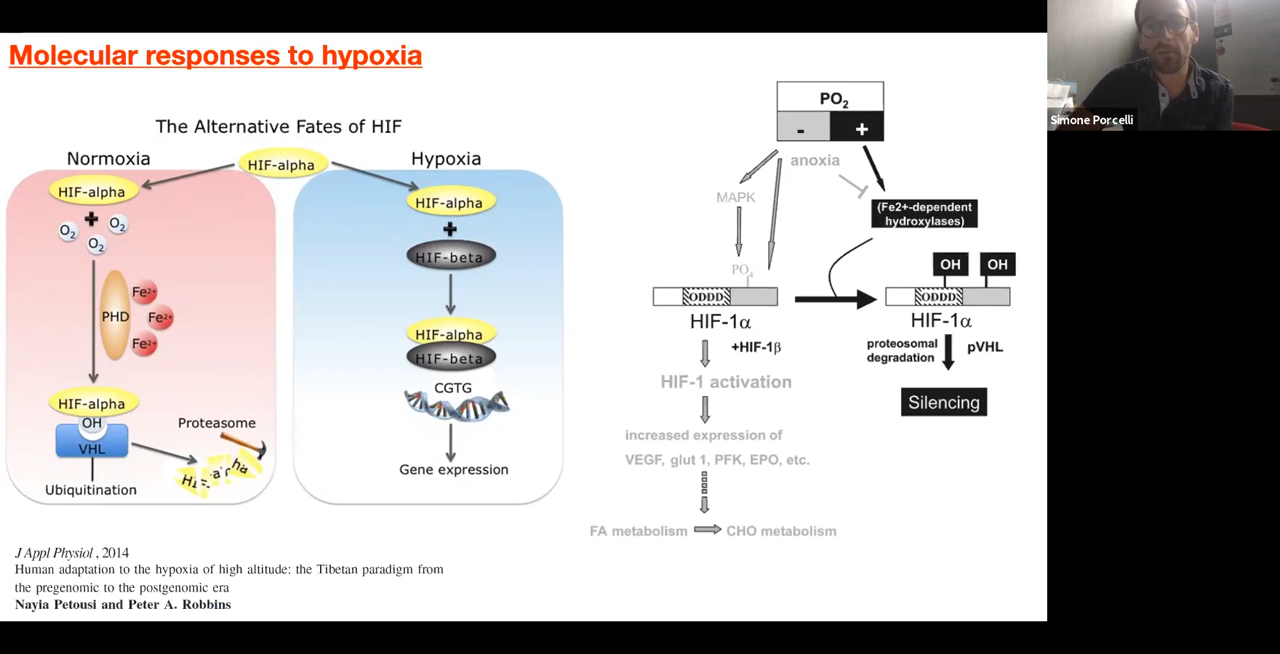 Molecular responses to hypoxia
The Alternative Fates of HIF
Normoxia
HIF-alpha
Hypoxia
HIF-alpha
+
O2
O2
O2
PHD
Fe2+
Fe2+
Fe2+
HIF-alpha
OH
VHL
Ubiquitination
Proteasome
HIF-alpha
+
HIF-beta
HIF-alpha
HIF-beta
CGTG
Gene expression
J Appl Physiol , 2014
Human adaptation to the hypoxia of high altitude: the Tibetan paradigm from
the pregenomic to the postgenomic era
Nayia Petousi and Peter A. Robbins
PO2
- +
anoxia
MAPK
(Fe2+-dependent
hydroxylases)
PO4
OH OH
ODDD
ODDD
HIF-1α
HIF-1α
+HIF-1β
proteosomal
degradation
pVHL
HIF-1 activation
Silencing
increased expression of
VEGF, glut 1, PFK, EPO, etc.
FA metabolism
CHO metabolism
Simone Porcelli